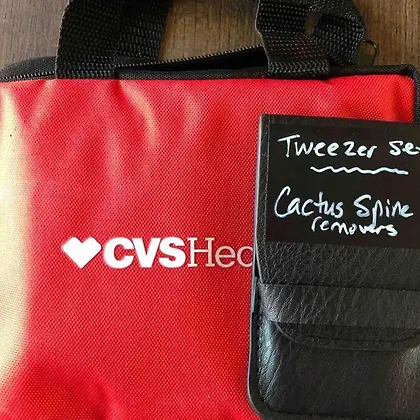 Tweezer Se
Cactus Spine
removers
CVSHea